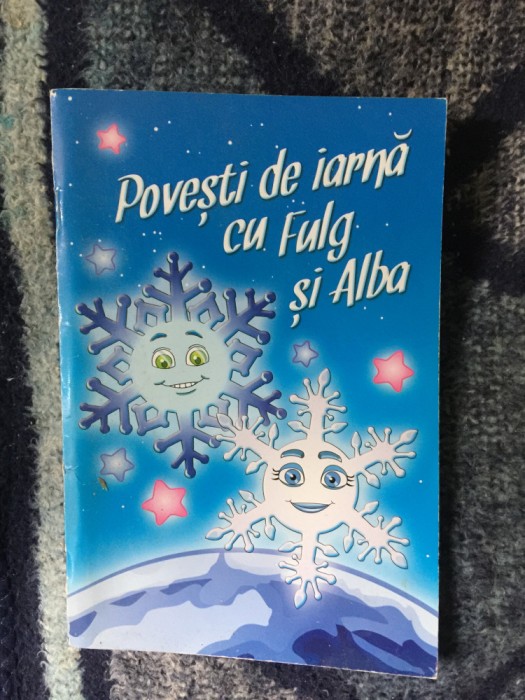 Povești de iarnă
cu Fulg
și Alba